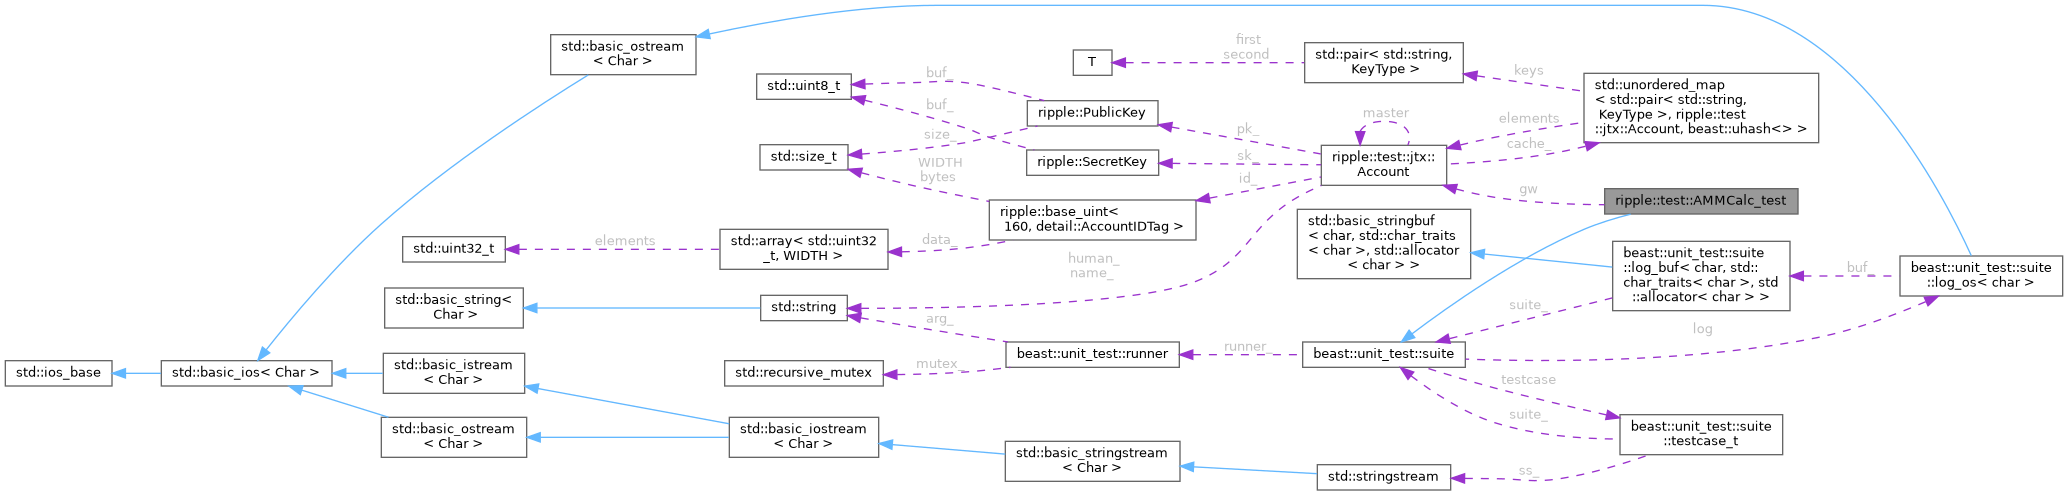 std::basic_ostream
< Char >
first
second
T
std::pair< std::string,
KeyType >
keys
std::unordered_map
< std::pair< std::string,
KeyType >, ripple::test
::jtx::Account, beast::uhash<> >
buf_
std::uint8_t
buf_
ripple::PublicKey
master
elements
cache_
size_
pk_
std::size_t
WIDTH
bytes
ripple::SecretKey
sk_
ripple::test::jtx::
Account
id_
gw
ripple::test::AMMCalc_test
ripple::base_uint<
160, detail::AccountIDTag >
std::basic_stringbuf
< char, std::char_traits
< char >, std::allocator
< char > >
std::uint32_t
elements
std::array< std::uint32
_t, WIDTH >
data_
human_
name_
beast::unit_test::suite
::log_buf< char, std::
char_traits< char >, std
::allocator< char > >
buf_
beast::unit_test::suite
::log_os< char >
std::basic_string<
Char >
std::string
arg_
suite_
log
beast::unit_test::runner
runner_
beast::unit_test::suite
std::ios_base
std::basic_ios< Char >
std::basic_istream
< Char >
std::recursive_mutex
mutex_
testcase
suite_
std::basic_ostream
< Char >
std::basic_iostream
< Char >
beast::unit_test::suite
::testcase_t
std::basic_stringstream
< Char >
std::stringstream
ss_